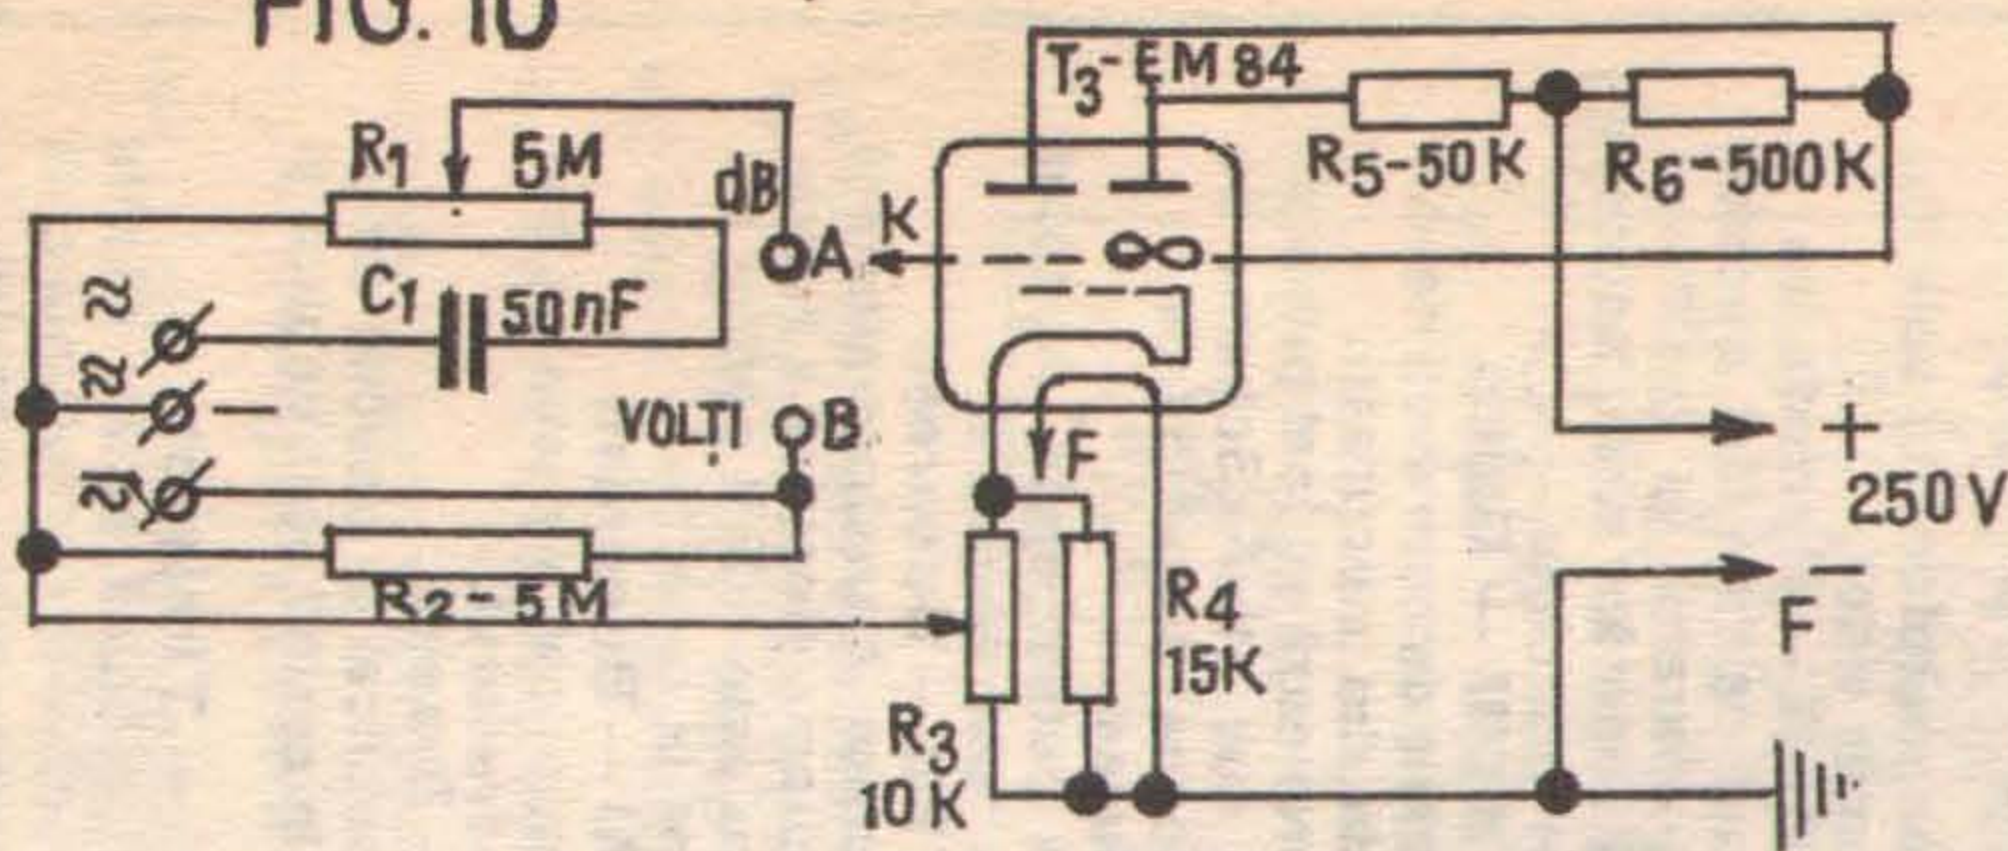 FIG. 10
T3-EM 84
R1 5M
dB
A
K
R5-50K
R6-500K
C1 50nF
VOLȚI B
F
+
250 V
R2-5M
R4
15K
-
F
R3
10K